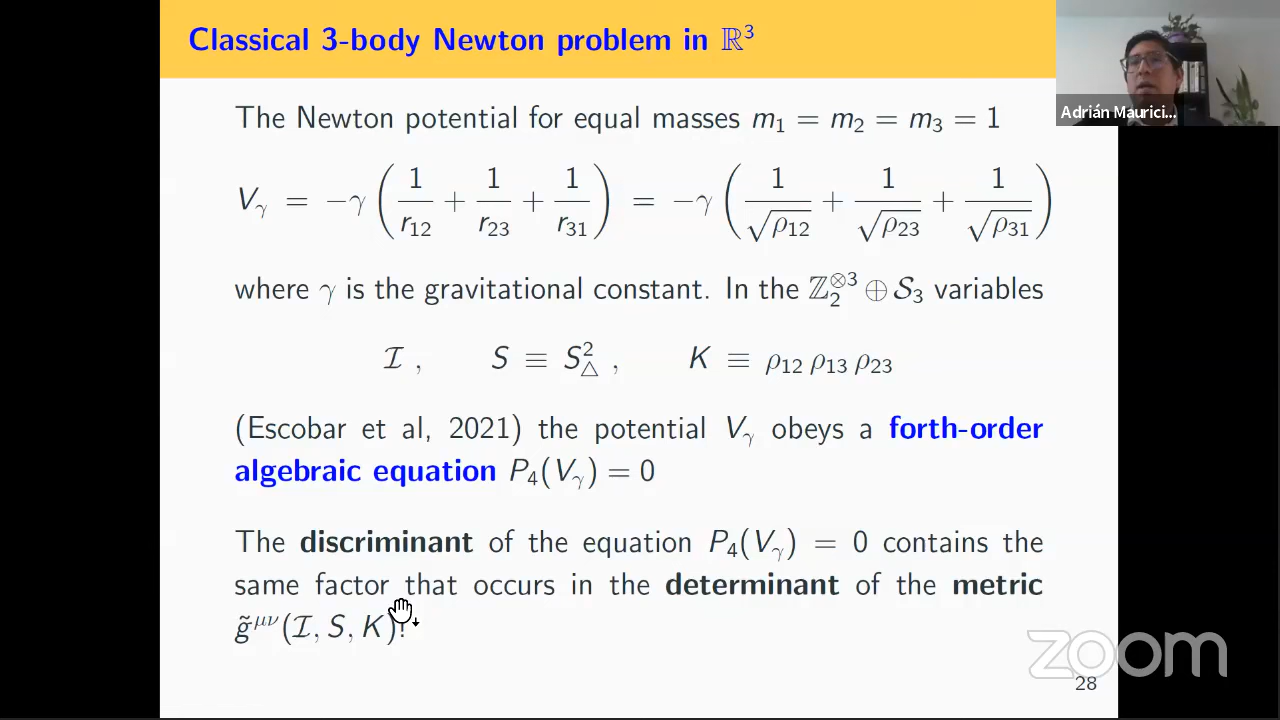 Classical 3-body Newton problem in ℝ³
Adrián Maurici...
The Newton potential for equal masses m₁ = m₂ = m₃ = 1
V_γ = −γ (1/r₁₂ + 1/r₂₃ + 1/r₃₁) = −γ (1/√ρ₁₂ + 1/√ρ₂₃ + 1/√ρ₃₁)
where γ is the gravitational constant. In the ℤ₂^⊗3 ⊕ 𝒮₃ variables
ℐ , S ≡ S²_△ , K ≡ ρ₁₂ ρ₁₃ ρ₂₃
(Escobar et al, 2021) the potential V_γ obeys a forth-order
algebraic equation P₄(V_γ) = 0
The discriminant of the equation P₄(V_γ) = 0 contains the
same factor that occurs in the determinant of the metric
g̃^μν(ℐ, S, K)!
zoom
28